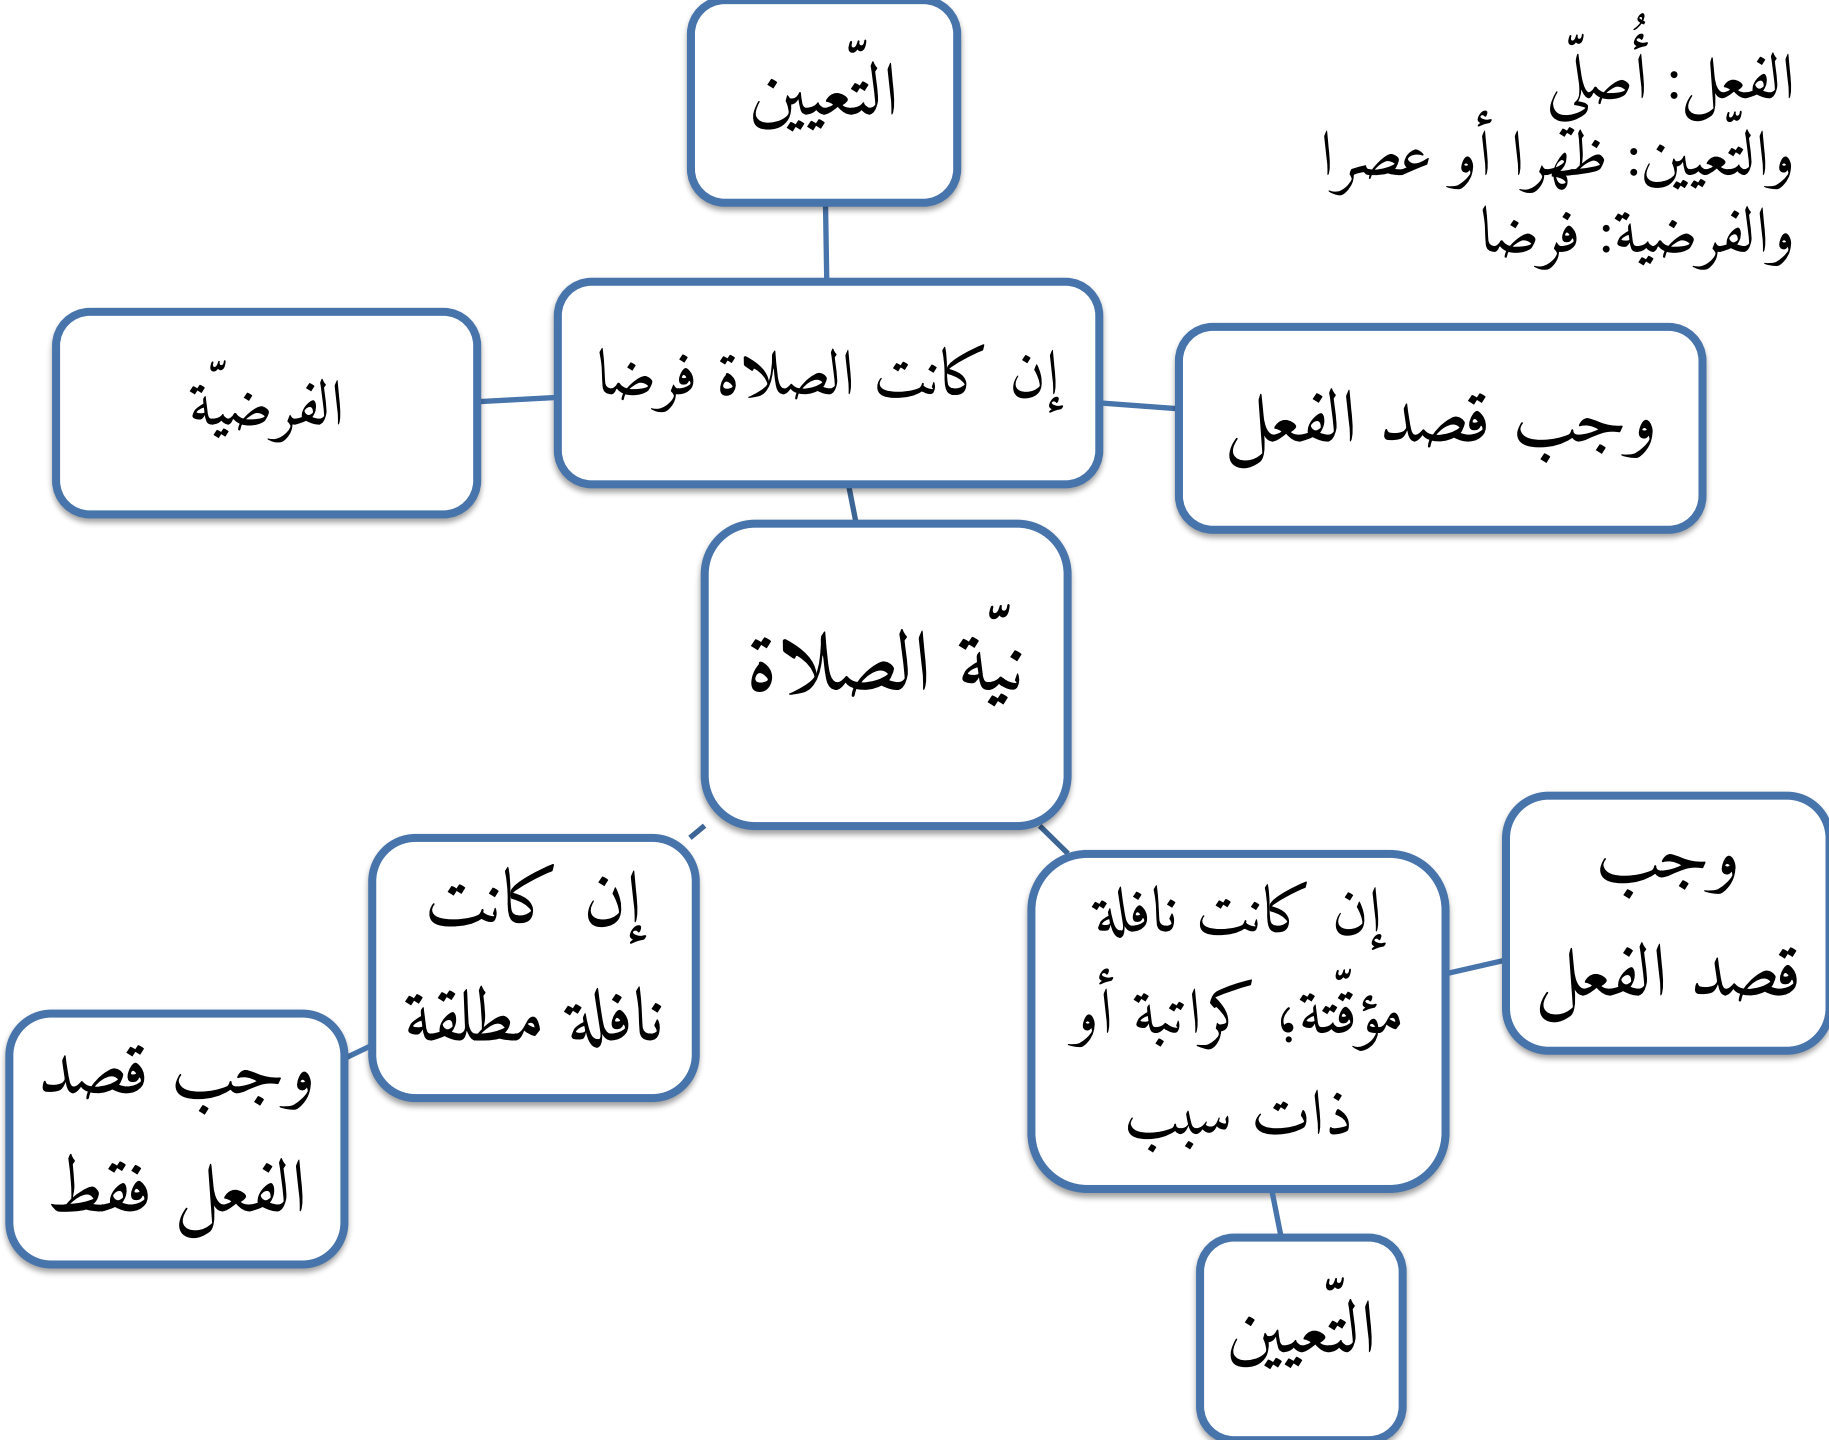 التّعيين
الفعل: أُصلّي
والتّعيين: ظهرا أو عصرا
والفرضية: فرضا
إن كانت الصلاة فرضا
وجب قصد الفعل
الفرضيّة
نيّة الصلاة
إن كانت نافلة
مؤقّتة؛ كراتبة أو
ذات سبب
وجب
قصد الفعل
التّعيين
إن كانت
نافلة مطلقة
وجب قصد
الفعل فقط